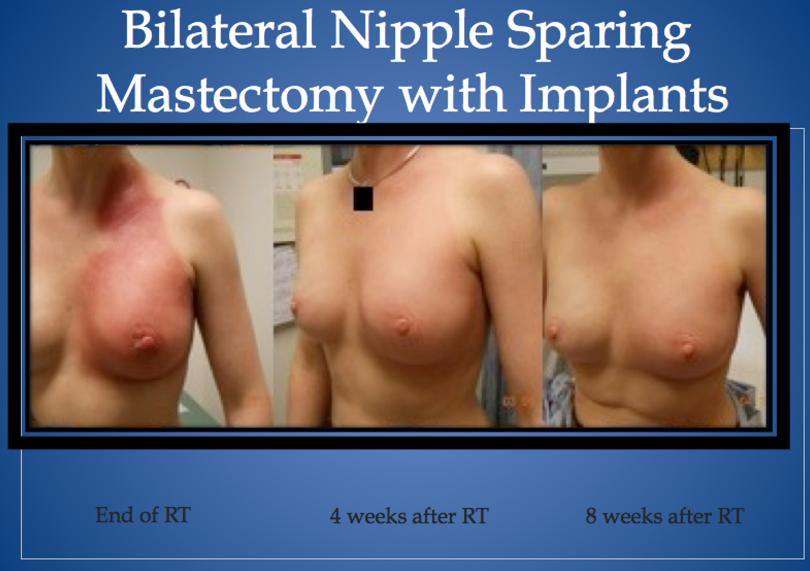 Bilateral Nipple Sparing
Mastectomy with Implants
End of RT
4 weeks after RT
8 weeks after RT